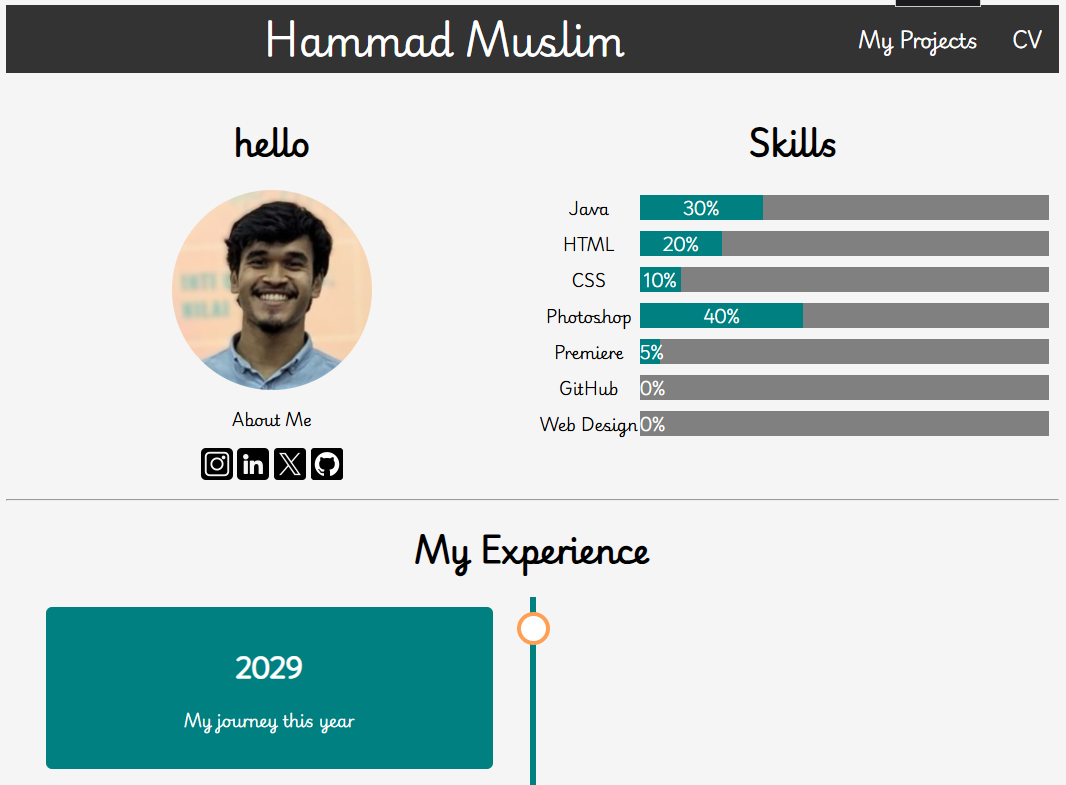 Hammad Muslim
My Projects
CV
hello
About Me
Skills
Java 30%
HTML 20%
CSS 10%
Photoshop 40%
Premiere 5%
GitHub 0%
Web Design 0%
My Experience
2029
My journey this year